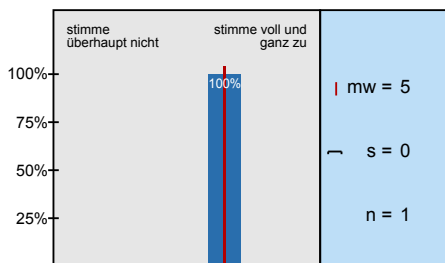 stimme
überhaupt nicht
stimme voll und
ganz zu
100%
75%
50%
25%
100%
mw = 5
s = 0
n = 1